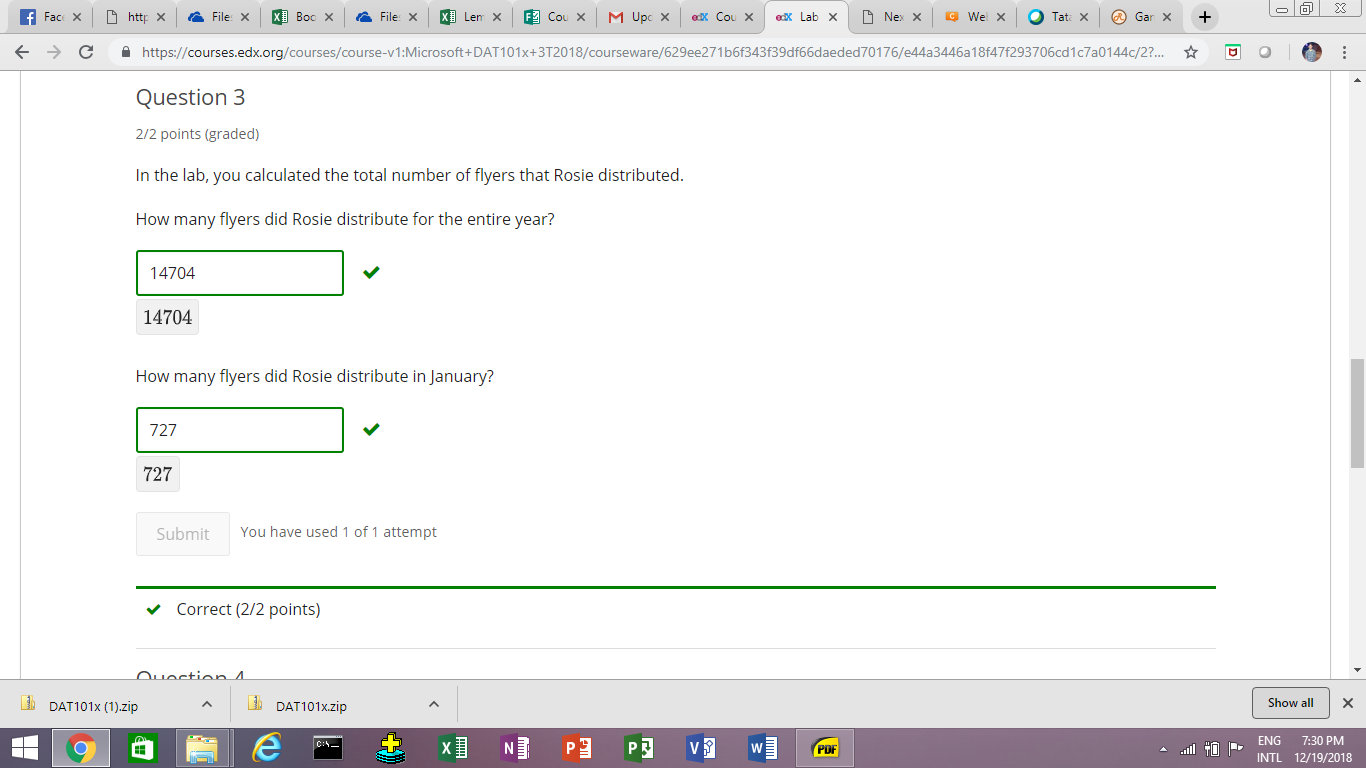 Fac
http
File
Boc
File
Lem
Cou
Upc
edX Cou
edX Lab
Nex
Wel
Tata
Gar
https://courses.edx.org/courses/course-v1:Microsoft+DAT101x+3T2018/courseware/629ee271b6f343f39df66daeded70176/e44a3446a18f47f293706cd1c7a0144c/2?...
Question 3
2/2 points (graded)
In the lab, you calculated the total number of flyers that Rosie distributed.
How many flyers did Rosie distribute for the entire year?
14704
14704
How many flyers did Rosie distribute in January?
727
727
Submit You have used 1 of 1 attempt
Correct (2/2 points)
Question 4
DAT101x (1).zip
DAT101x.zip
Show all
ENG 7:30 PM
INTL 12/19/2018
PDF